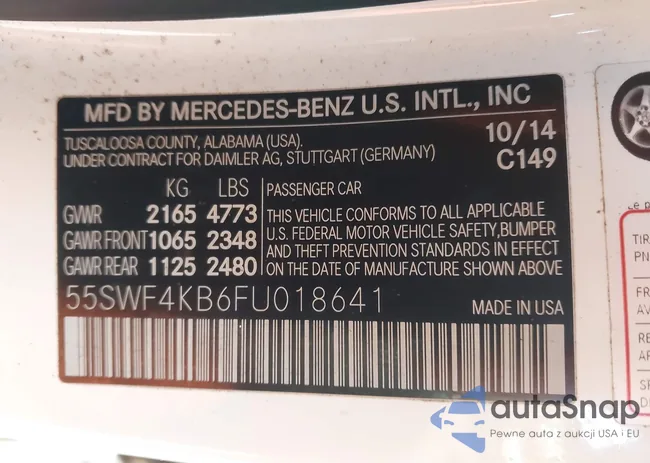 MFD BY MERCEDES-BENZ U.S. INTL., INC
TUSCALOOSA COUNTY, ALABAMA (USA).
UNDER CONTRACT FOR DAIMLER AG, STUTTGART (GERMANY)
10/14
C149
KG LBS
GVWR 2165 4773
GAWR FRONT 1065 2348
GAWR REAR 1125 2480
PASSENGER CAR
THIS VEHICLE CONFORMS TO ALL APPLICABLE
U.S. FEDERAL MOTOR VEHICLE SAFETY,BUMPER
AND THEFT PREVENTION STANDARDS IN EFFECT
ON THE DATE OF MANUFACTURE SHOWN ABOVE
55SWF4KB6FU018641
MADE IN USA
autaSnap
Pewne auta z aukcji USA i EU